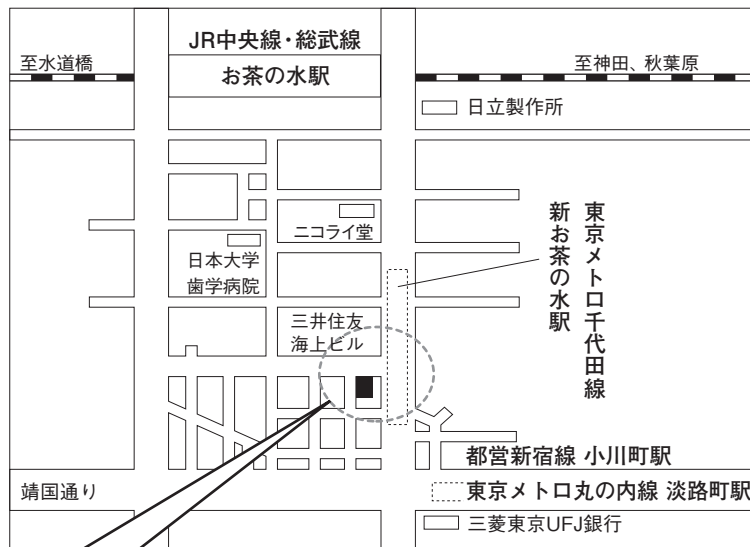 JR中央線・総武線
お茶の水駅
至水道橋
至神田、秋葉原
日立製作所
ニコライ堂
日本大学
歯学病院
東京メトロ千代田線
新お茶の水駅
三井住友
海上ビル
都営新宿線 小川町駅
靖国通り
東京メトロ丸の内線 淡路町駅
三菱東京UFJ銀行